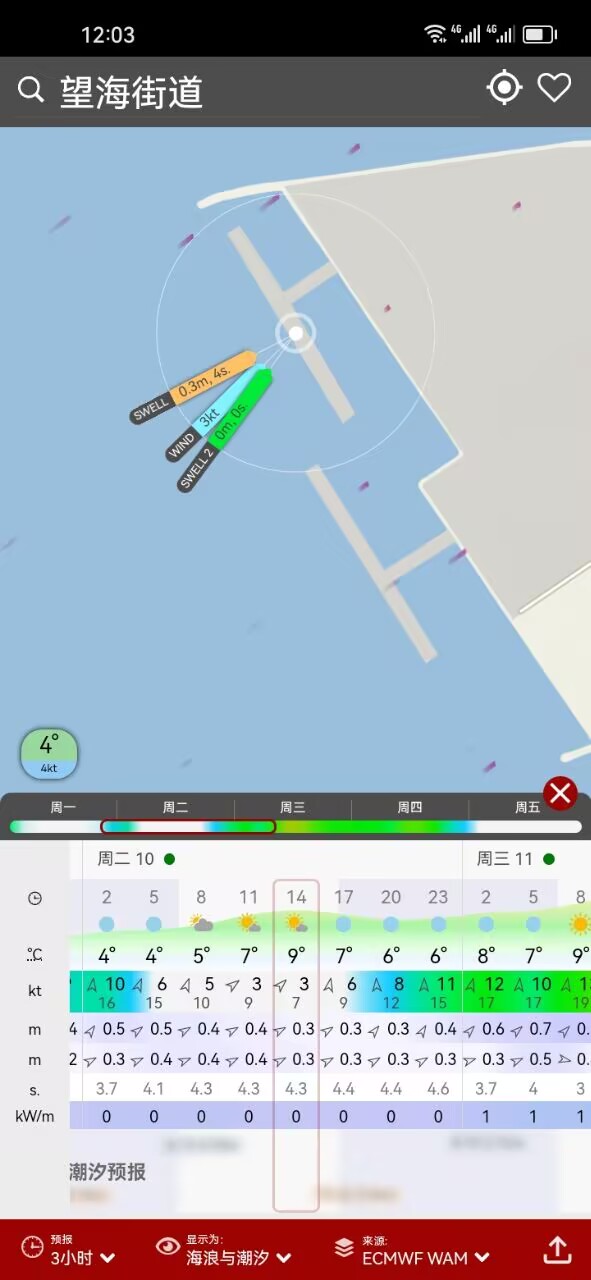 12:03
4G 4G
望海街道
SWELL 0.3m, 4s.
WIND 3kt
SWELL 2 0m, 0s
4°
4kt
周一 周二 周三 周四 周五
周二 10 周三 11
2 5 8 11 14 17 20 23 2 5 8
°C 4° 4° 5° 7° 9° 7° 6° 6° 8° 7° 9°
kt 10 6 5 3 3 6 8 11 12 10
16 15 10 9 7 9 12 15 17 17 19
m 4 0.5 0.5 0.4 0.4 0.3 0.3 0.3 0.4 0.6 0.7 0.
m 2 0.3 0.4 0.4 0.4 0.3 0.3 0.3 0.3 0.3 0.5 0.
s. 3.7 4.1 4.3 4.3 4.3 4.4 4.4 4.6 3.7 4 3
kW/m 0 0 0 0 0 0 0 0 1 1 1
潮汐预报
预报 显示为: 来源:
3小时 海浪与潮汐 ECMWF WAM